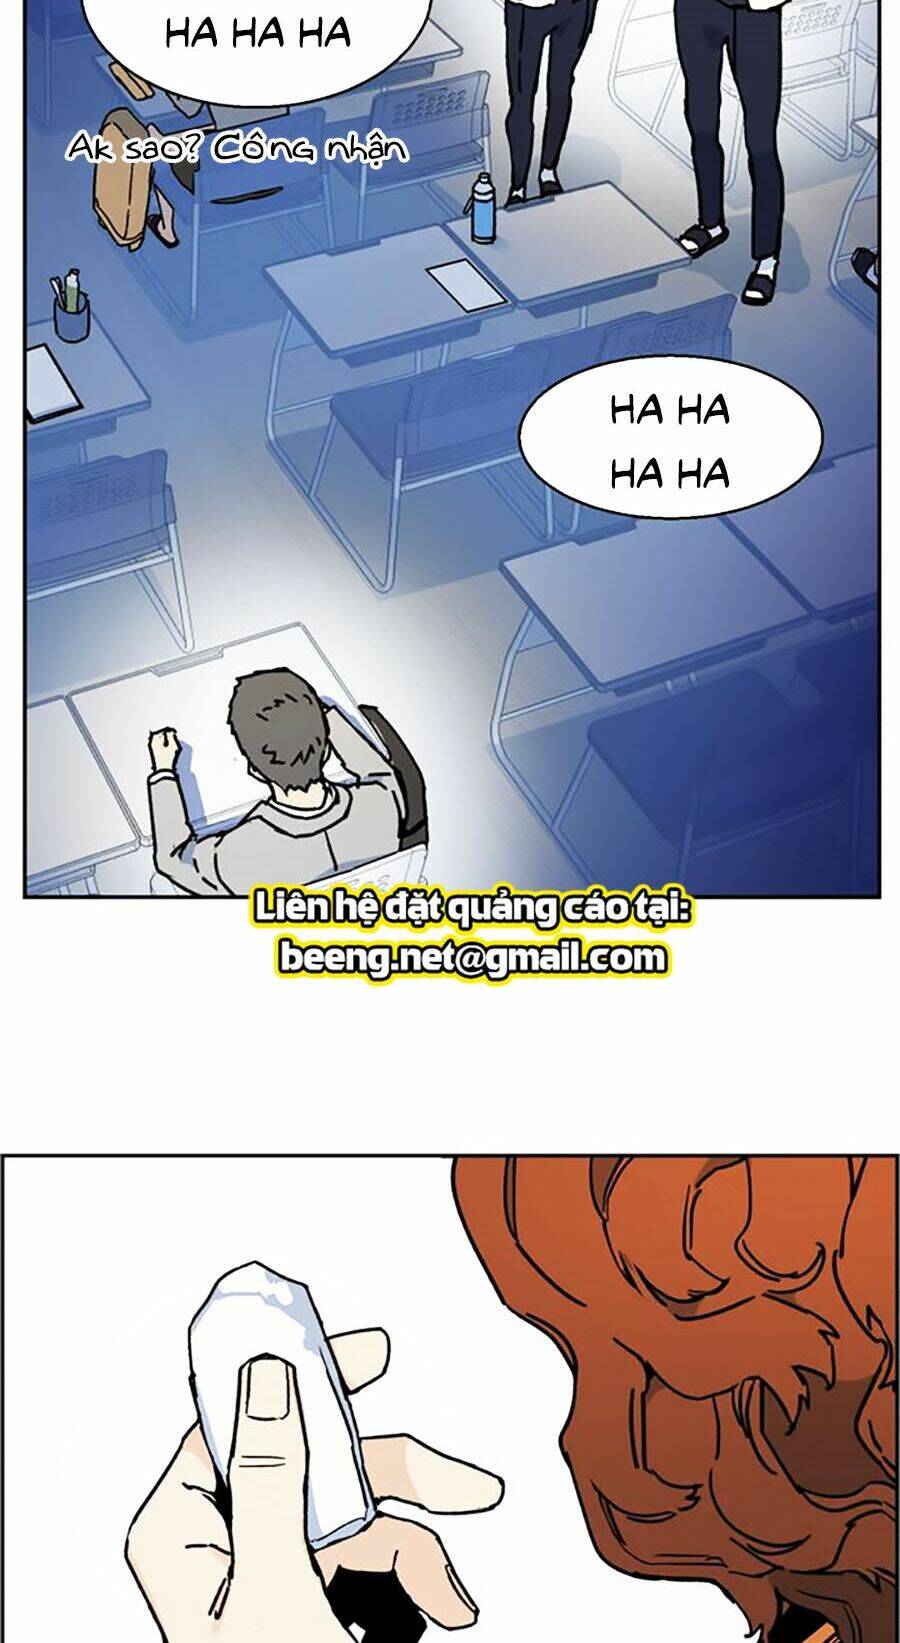 HA HA HA
Ak sao? Công nhận
HA HA
HA HA
Liên hệ đặt quảng cáo tại:
beeng.net@gmail.com